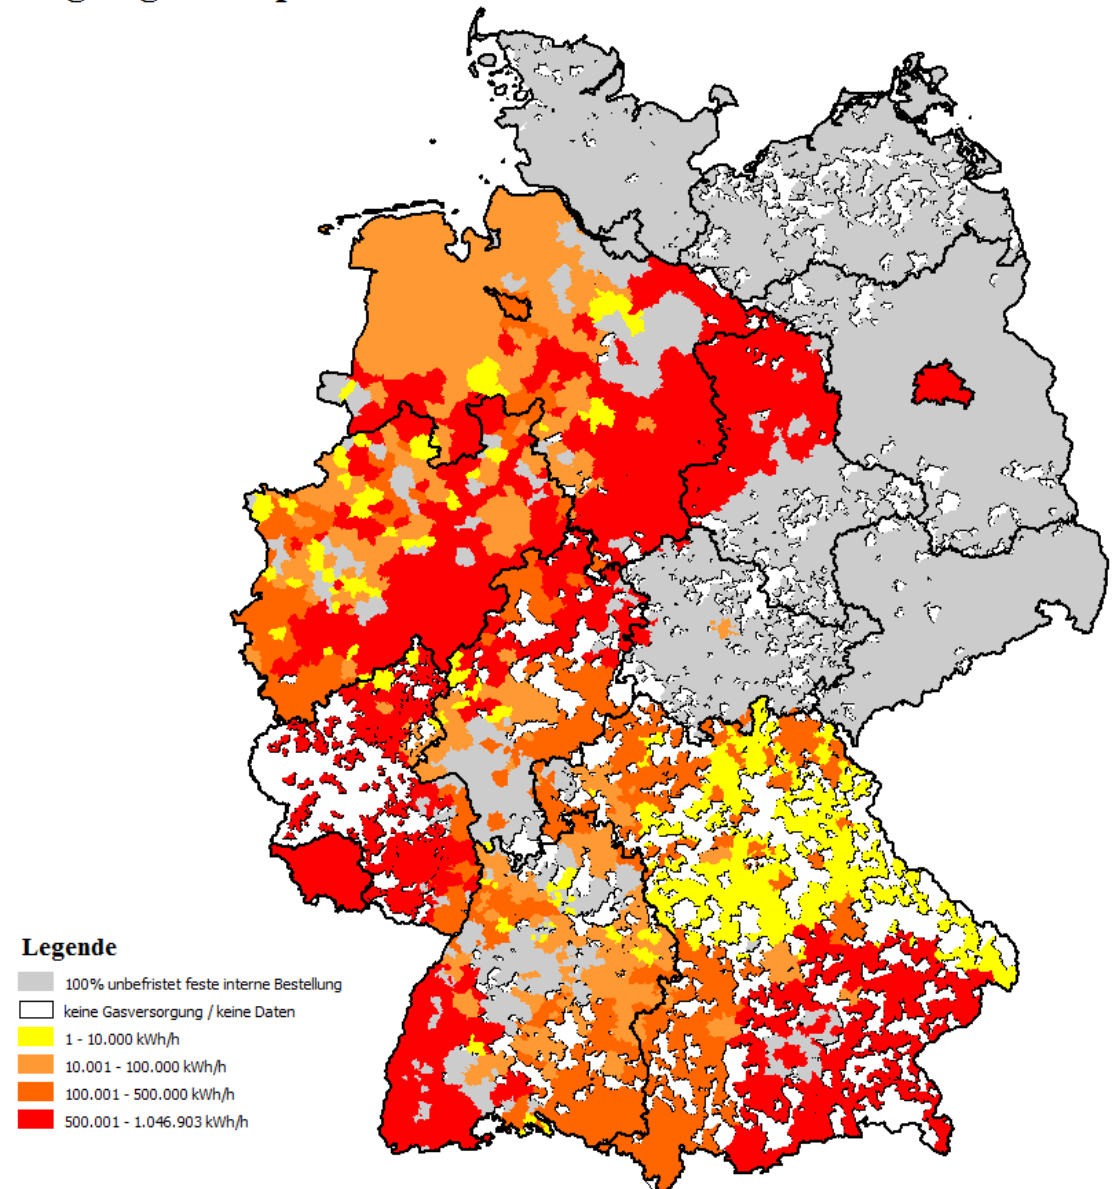 Legende
100% unbefristet feste interne Bestellung
keine Gasversorgung / keine Daten
1 - 10.000 kWh/h
10.001 - 100.000 kWh/h
100.001 - 500.000 kWh/h
500.001 - 1.046.903 kWh/h